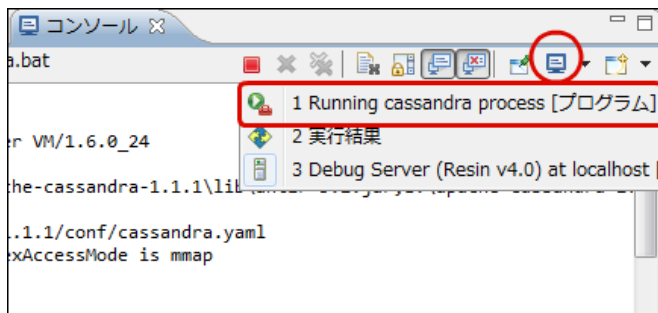 コンソール
a.bat
1 Running cassandra process [プログラム]
er VM/1.6.0_24
2 実行結果
3 Debug Server (Resin v4.0) at localhost [
che-cassandra-1.1.1\lib
.1.1/conf/cassandra.yaml
exAccessMode is mmap